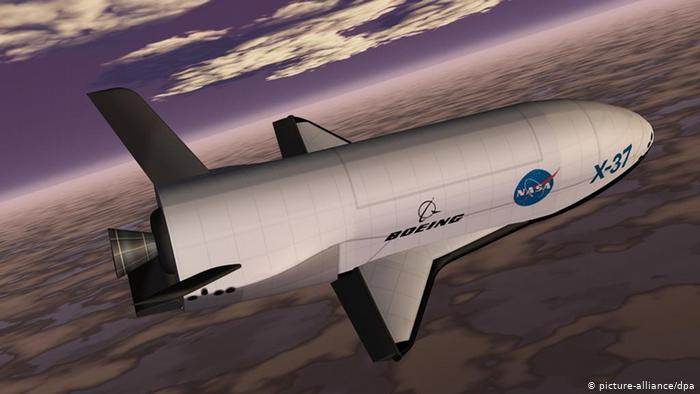 X-37
NASA
BOEING
© picture-alliance/dpa